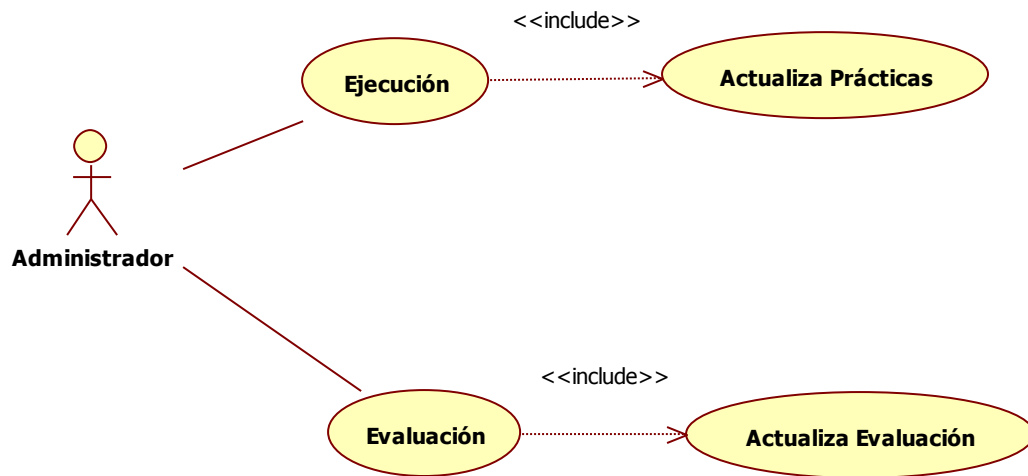 <<include>>
Ejecución
Actualiza Prácticas
Administrador
<<include>>
Evaluación
Actualiza Evaluación